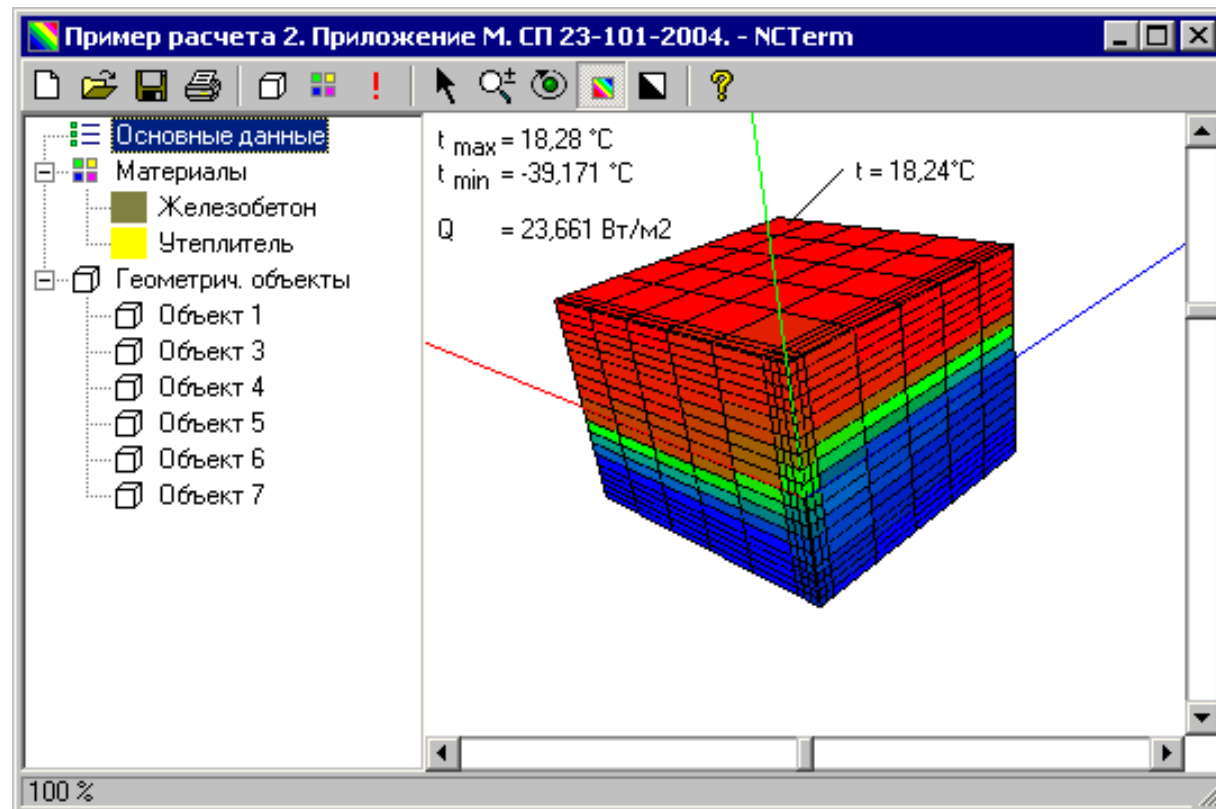 Пример расчета 2. Приложение М. СП 23-101-2004. - NCTerm
Основные данные
Материалы
Железобетон
Утеплитель
Геометрич. объекты
Объект 1
Объект 3
Объект 4
Объект 5
Объект 6
Объект 7
t max = 18,28 °C
t min = -39,171 °C
Q = 23,661 Вт/м2
t = 18,24°C
100 %